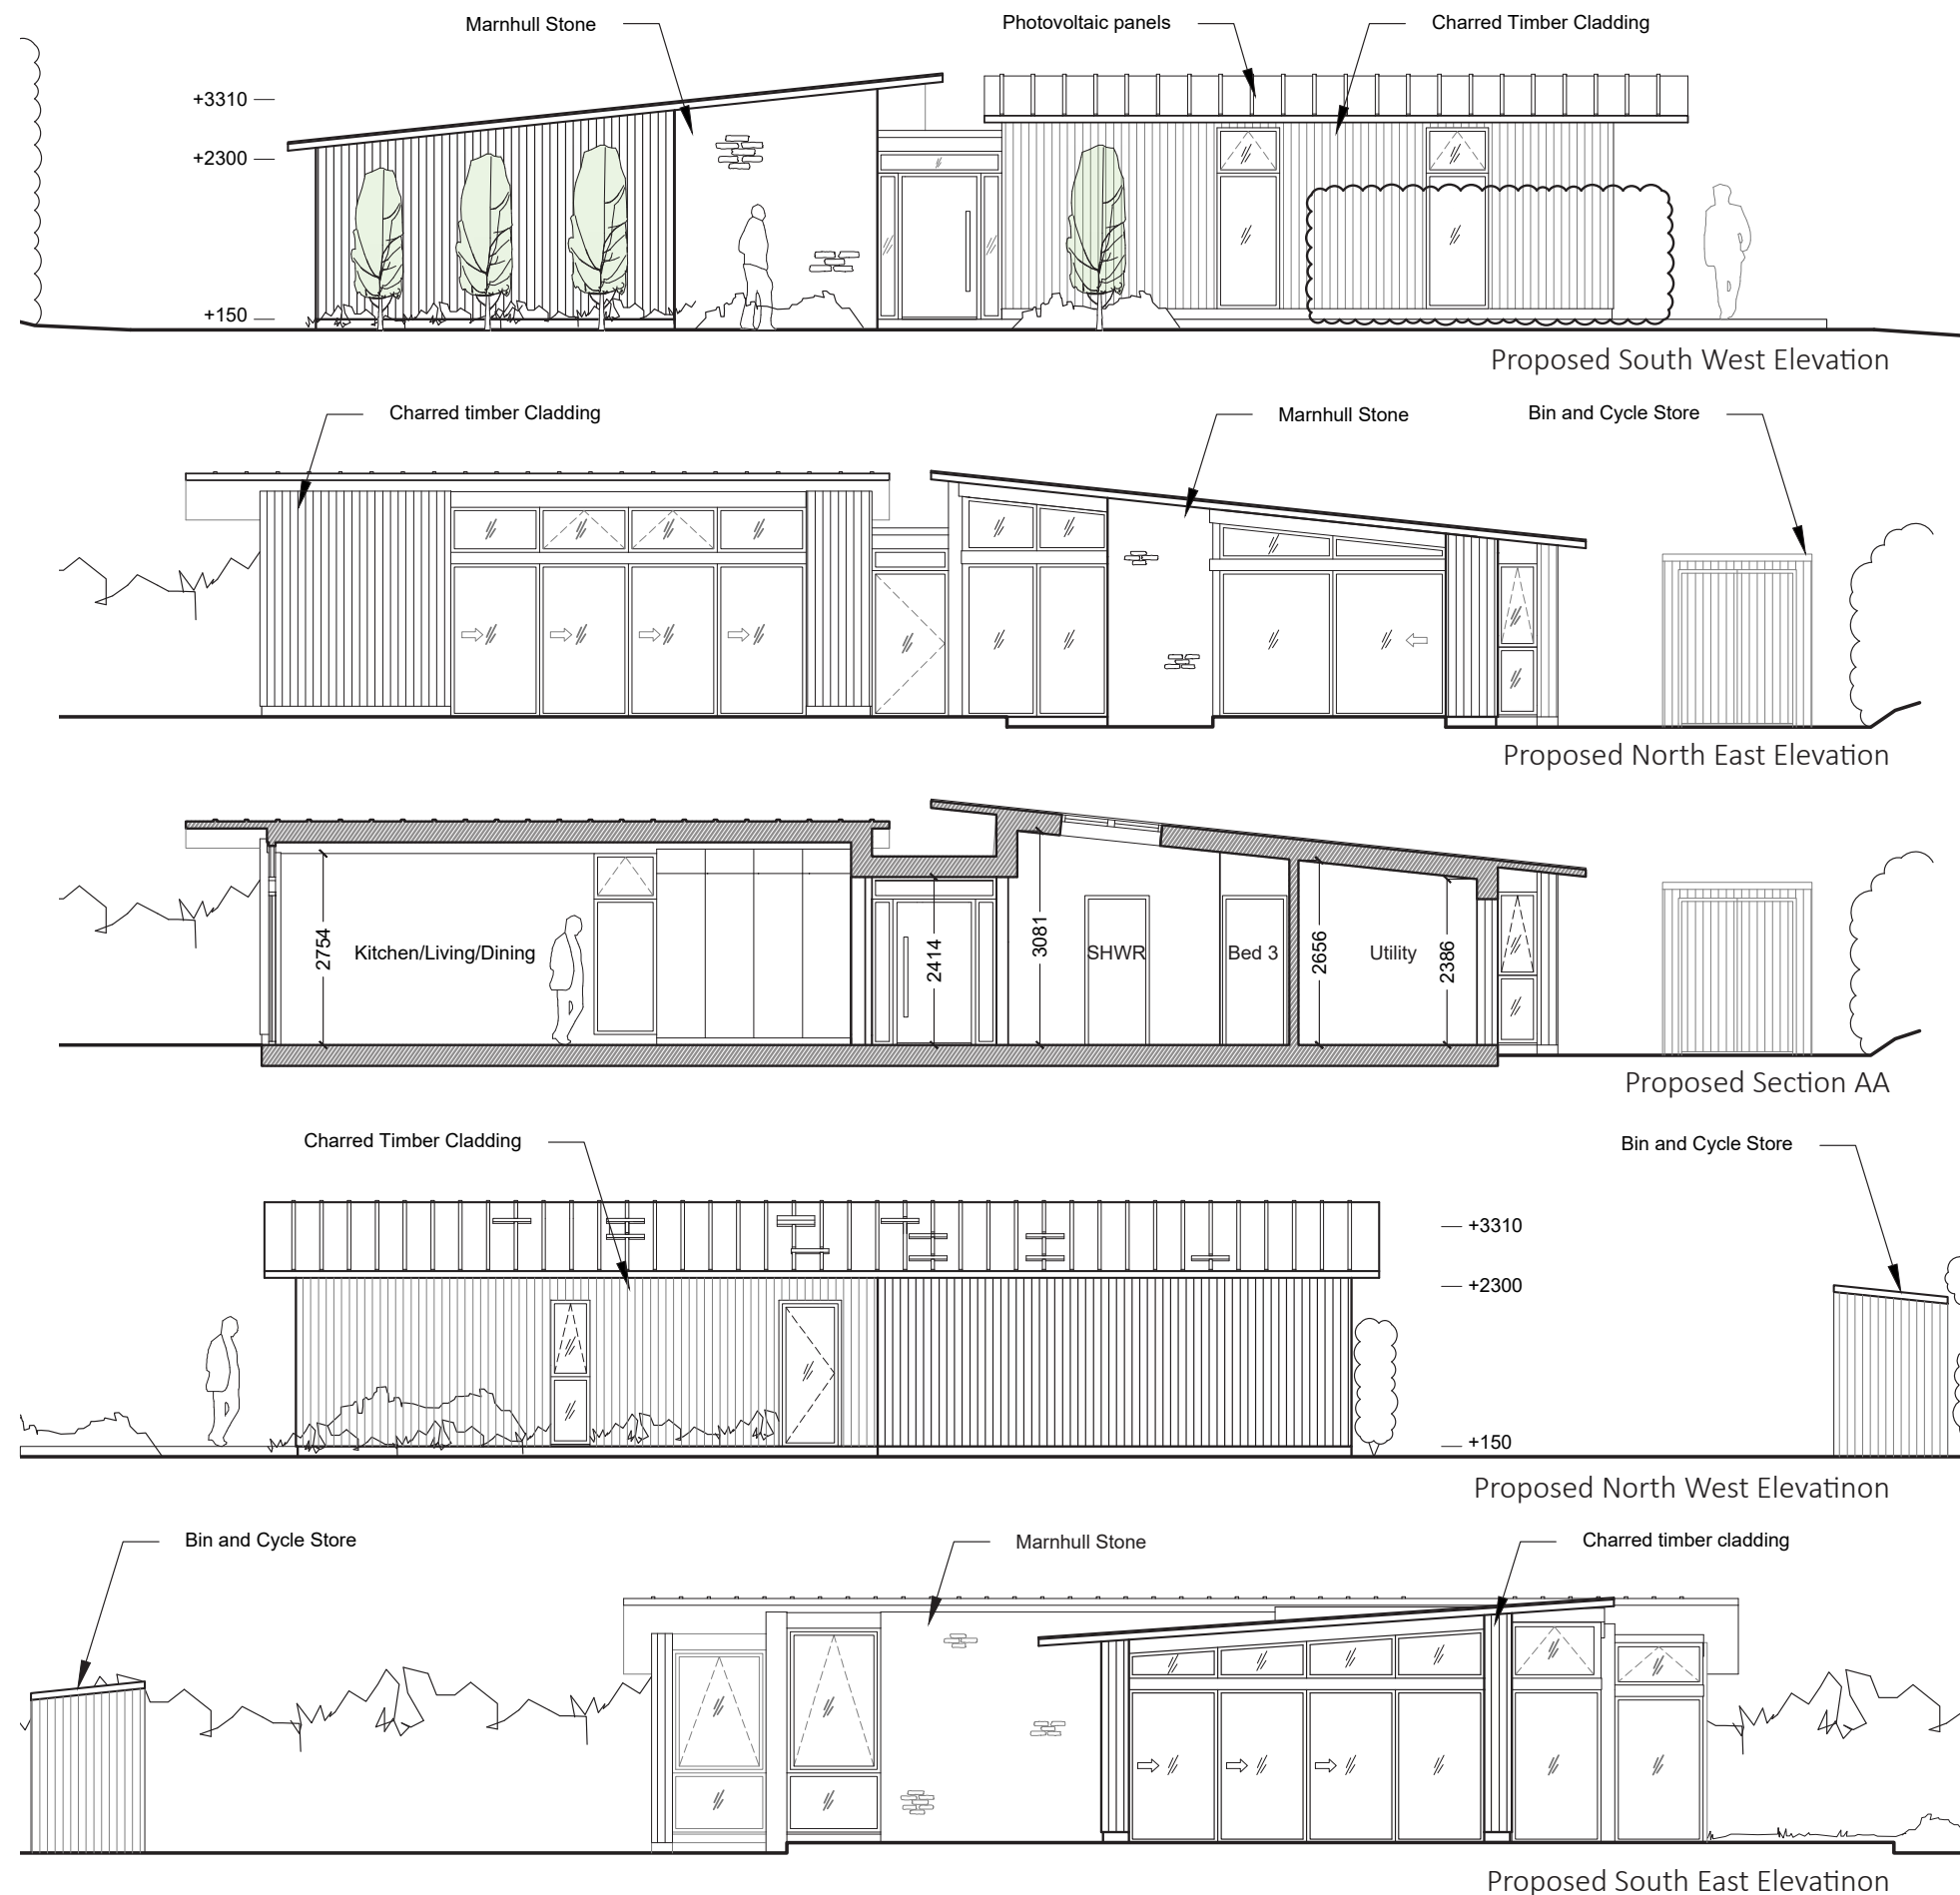 Marnhull Stone
Photovoltaic panels
Charred Timber Cladding
+3310
+2300
+150
Proposed South West Elevation
Charred timber Cladding
Marnhull Stone
Bin and Cycle Store
Proposed North East Elevation
2754
Kitchen/Living/Dining
2414
3081
SHWR
Bed 3
2656
Utility
2386
Proposed Section AA
Charred Timber Cladding
Bin and Cycle Store
+3310
+2300
+150
Proposed North West Elevatinon
Bin and Cycle Store
Marnhull Stone
Charred timber cladding
Proposed South East Elevatinon